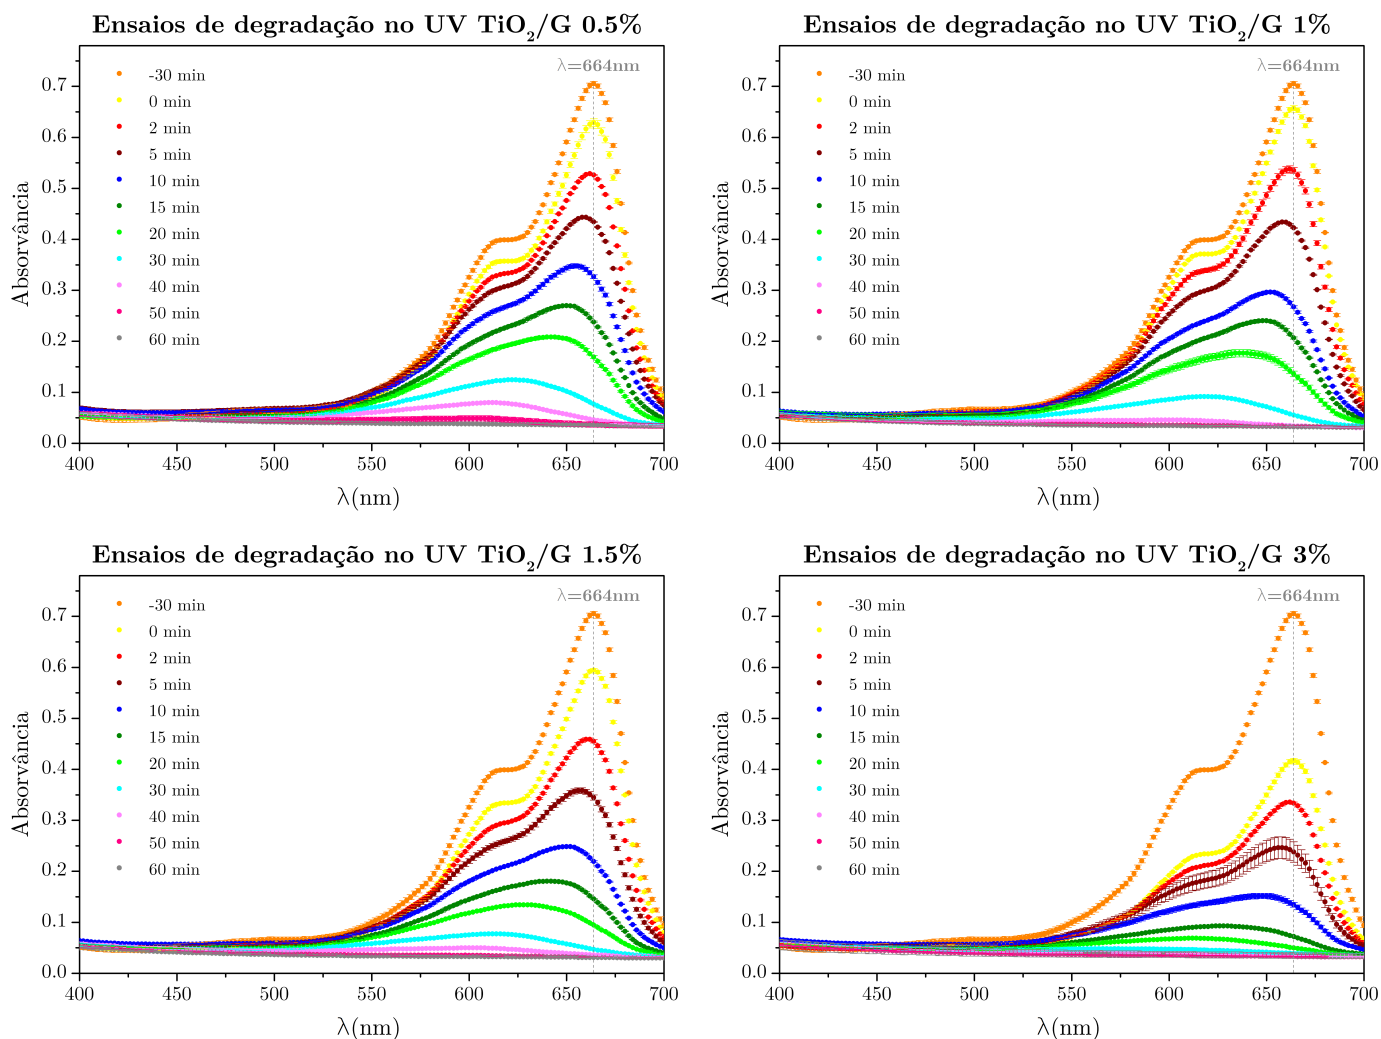 Ensaios de degradação no UV TiO₂/G 0.5%
λ=664nm
-30 min
0 min
2 min
5 min
10 min
15 min
20 min
30 min
40 min
50 min
60 min
Absorvância
0.7
0.6
0.5
0.4
0.3
0.2
0.1
0.0
400 450 500 550 600 650 700
λ(nm)
Ensaios de degradação no UV TiO₂/G 1%
λ=664nm
-30 min
0 min
2 min
5 min
10 min
15 min
20 min
30 min
40 min
50 min
60 min
Absorvância
0.7
0.6
0.5
0.4
0.3
0.2
0.1
0.0
400 450 500 550 600 650 700
λ(nm)
Ensaios de degradação no UV TiO₂/G 1.5%
λ=664nm
-30 min
0 min
2 min
5 min
10 min
15 min
20 min
30 min
40 min
50 min
60 min
Absorvância
0.7
0.6
0.5
0.4
0.3
0.2
0.1
0.0
400 450 500 550 600 650 700
λ(nm)
Ensaios de degradação no UV TiO₂/G 3%
λ=664nm
-30 min
0 min
2 min
5 min
10 min
15 min
20 min
30 min
40 min
50 min
60 min
Absorvância
0.7
0.6
0.5
0.4
0.3
0.2
0.1
0.0
400 450 500 550 600 650 700
λ(nm)